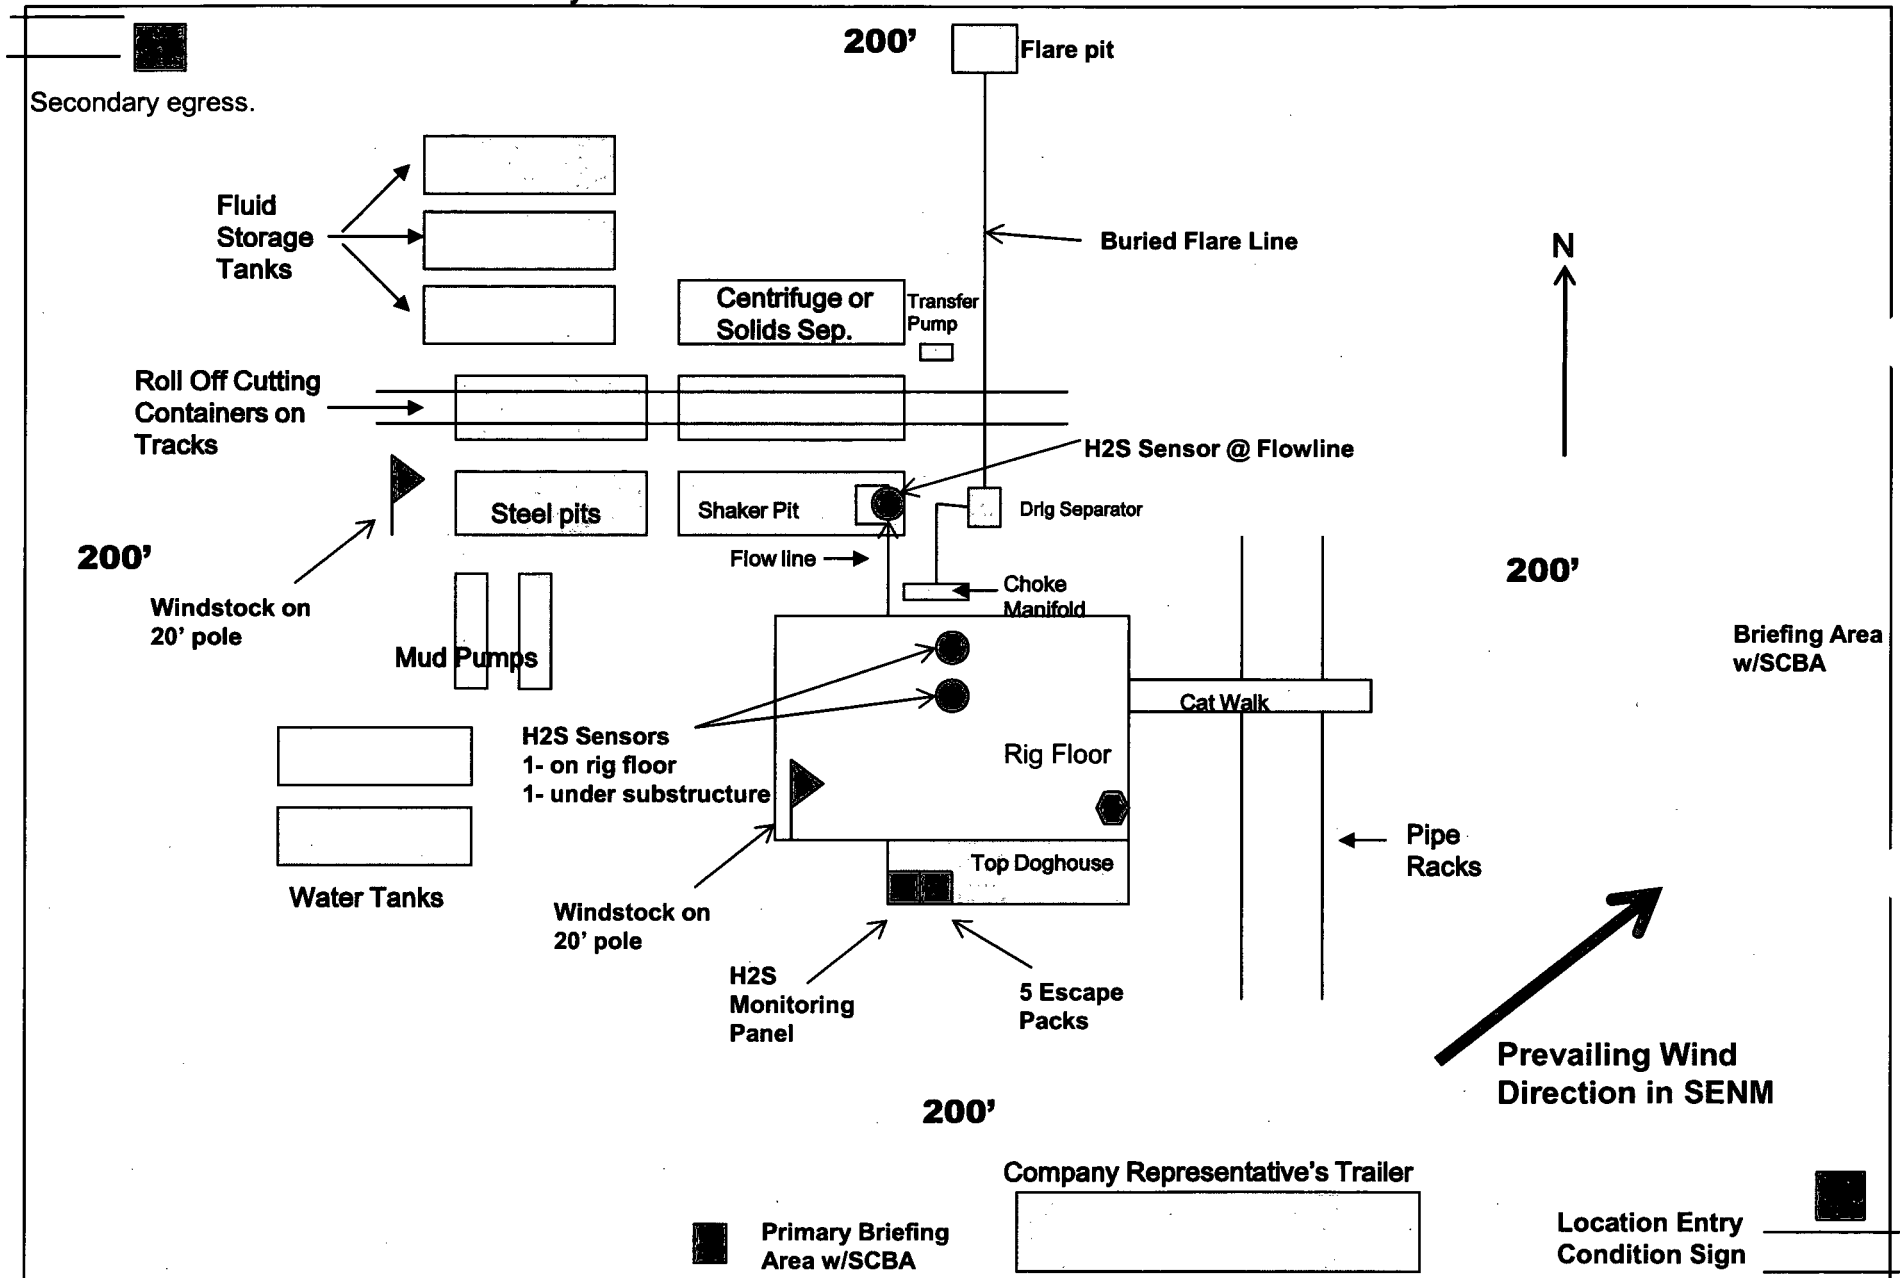 200'
Flare pit
Secondary egress.
Fluid
Storage
Tanks
Buried Flare Line
N
Centrifuge or
Solids Sep.
Transfer
Pump
Roll Off Cutting
Containers on
Tracks
H2S Sensor @ Flowline
Steel pits
Shaker Pit
Drlg Separator
200'
Flow line
200'
Choke
Manifold
Windstock on
20' pole
Briefing Area
w/SCBA
Mud Pumps
Cat Walk
H2S Sensors
1- on rig floor
1- under substructure
Rig Floor
Pipe
Racks
Top Doghouse
Water Tanks
Windstock on
20' pole
H2S
Monitoring
Panel
5 Escape
Packs
Prevailing Wind
Direction in SENM
200'
Company Representative's Trailer
Primary Briefing
Area w/SCBA
Location Entry
Condition Sign